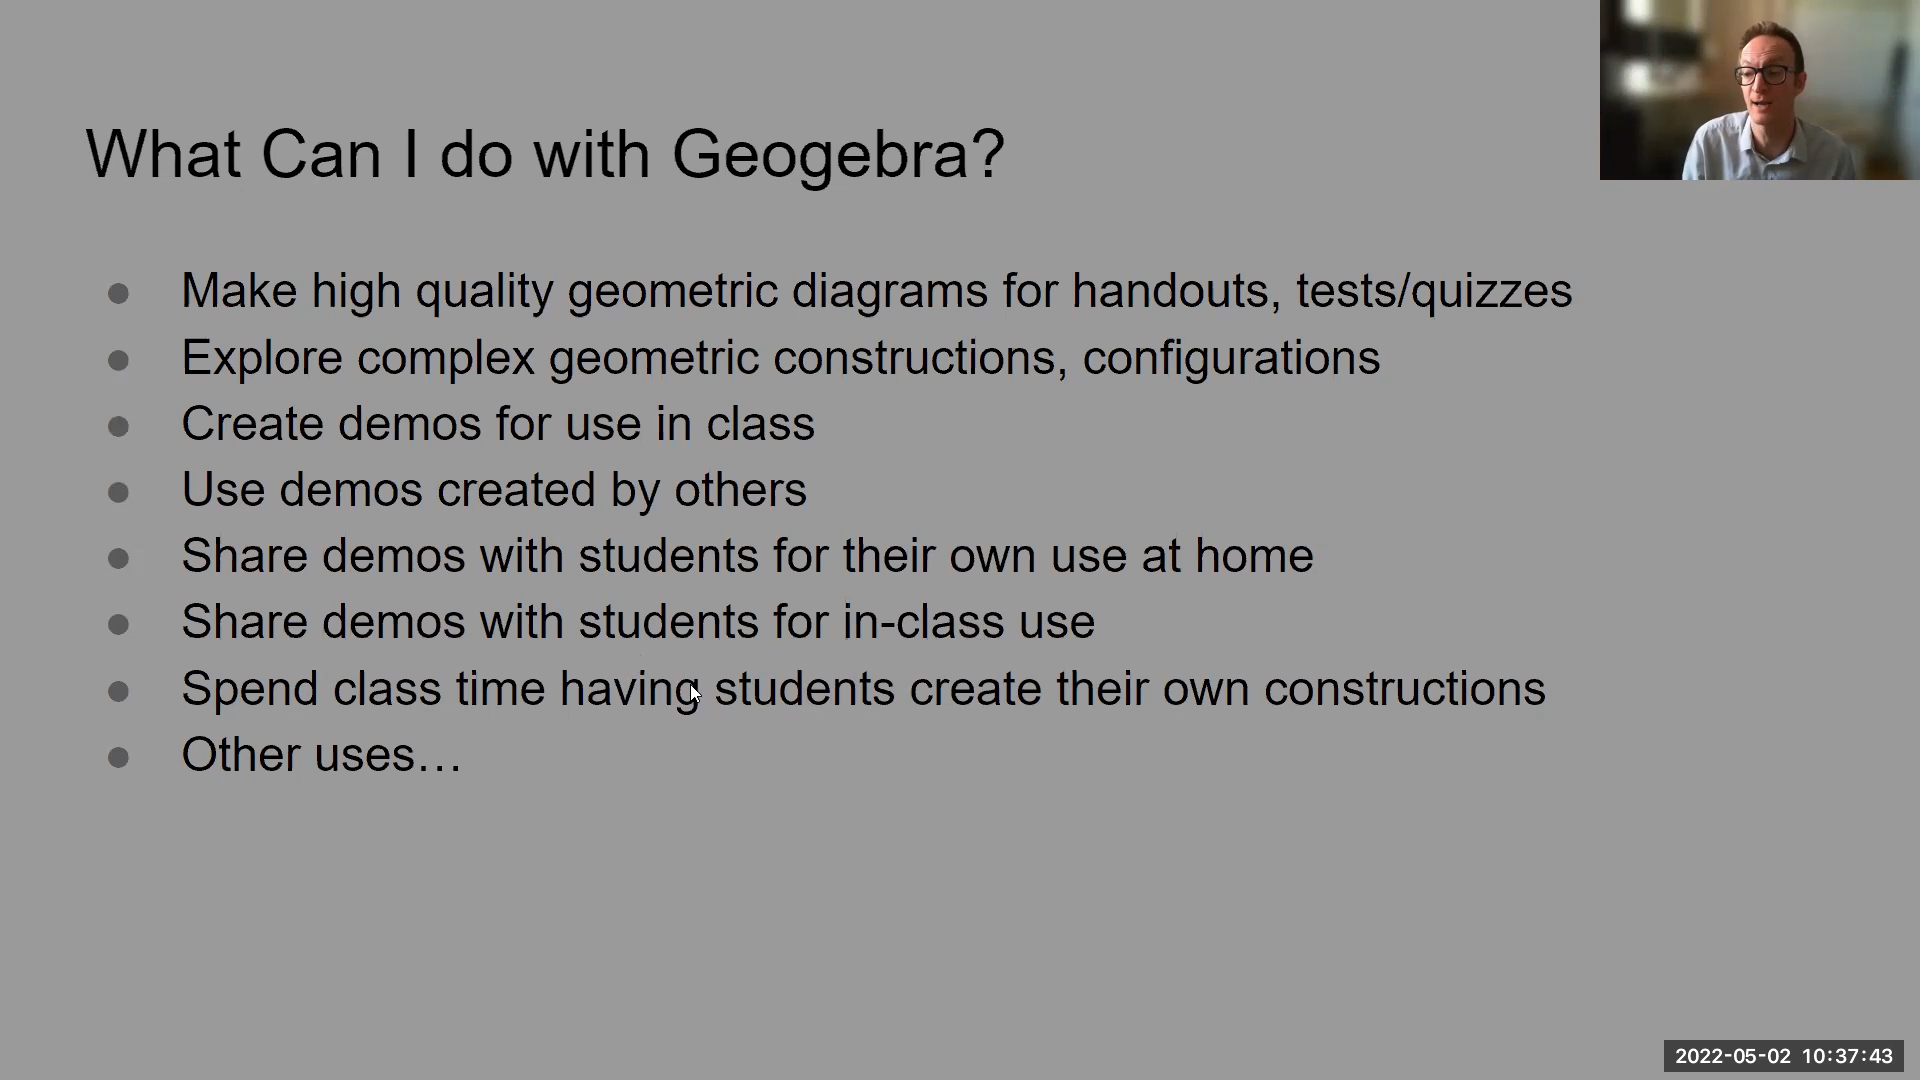 What Can I do with Geogebra?
● Make high quality geometric diagrams for handouts, tests/quizzes
● Explore complex geometric constructions, configurations
● Create demos for use in class
● Use demos created by others
● Share demos with students for their own use at home
● Share demos with students for in-class use
● Spend class time having students create their own constructions
● Other uses…
2022-05-02 10:37:43